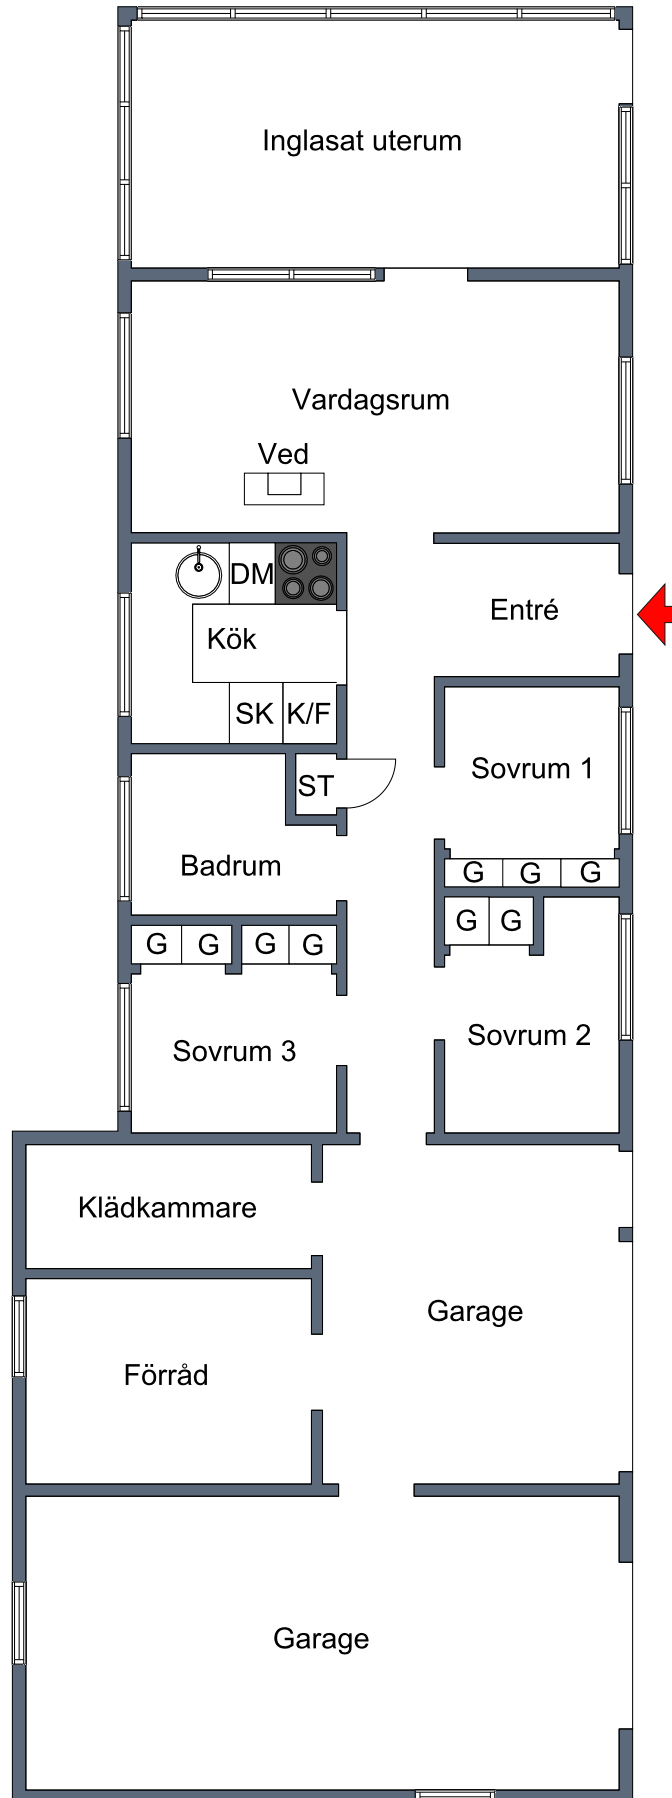 Inglasat uterum
Vardagsrum
Ved
DM
Kök
Entré
SK K/F
Sovrum 1
ST
Badrum
G G G
G G
G G G G
Sovrum 2
Sovrum 3
Klädkammare
Garage
Förråd
Garage